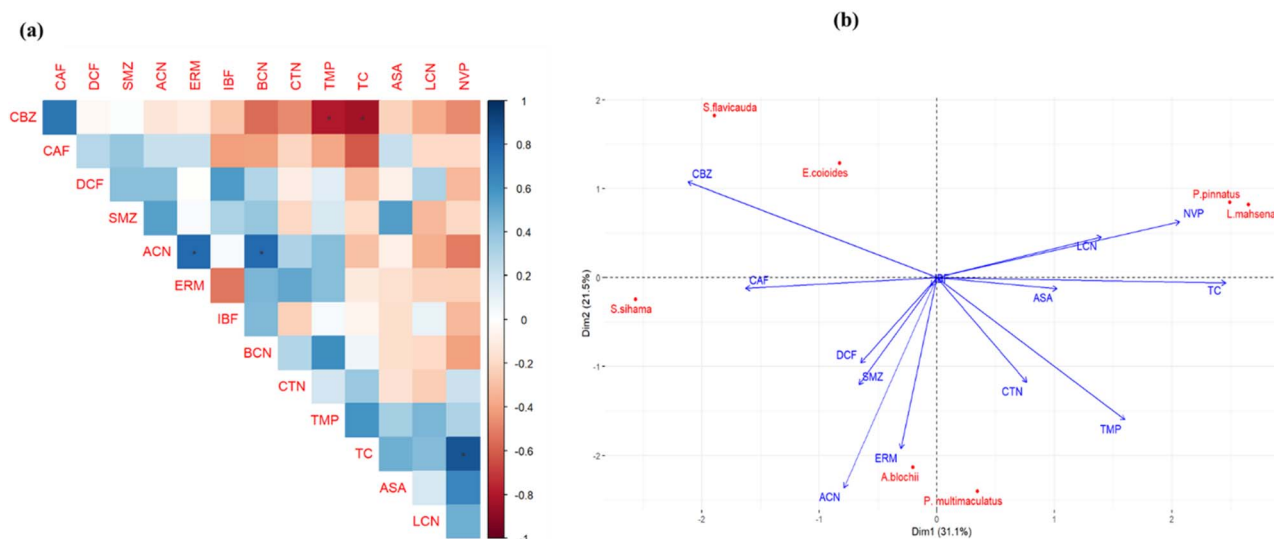 (a)
CAF DCF SMZ ACN ERM IBF BCN CTN TMP TC ASA LCN NVP
CBZ
CAF
DCF
SMZ
ACN
ERM
IBF
BCN
CTN
TMP
TC
ASA
LCN
1
0.8
0.6
0.4
0.2
0
-0.2
-0.4
-0.6
-0.8
-1
(b)
Dim2 (21.5%)
2
1
0
-1
-2
S.flavicauda
E.coioides
CBZ
P.pinnatus
L.mahsena
NVP
LCN
CAF
ASA
TC
S.sihama
DCF
SMZ
CTN
TMP
ERM
A.blochii
ACN
P. multimaculatus
-2 -1 0 1 2
Dim1 (31.1%)